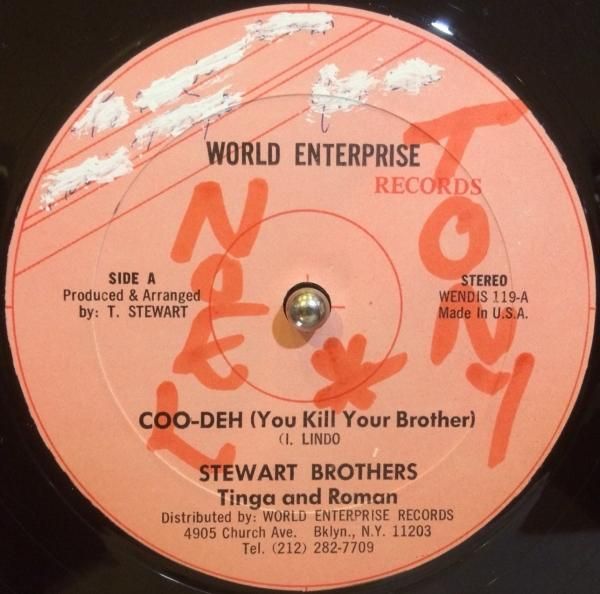 WORLD ENTERPRISE
RECORDS
TONY
SIDE A
Produced & Arranged
by: T. STEWART
STEREO
WENDIS 119-A
Made In U.S.A.
COO-DEH (You Kill Your Brother)
(I. LINDO
STEWART BROTHERS
Tinga and Roman
Distributed by: WORLD ENTERPRISE RECORDS
4905 Church Ave. Bklyn., N.Y. 11203
Tel. (212) 282-7709